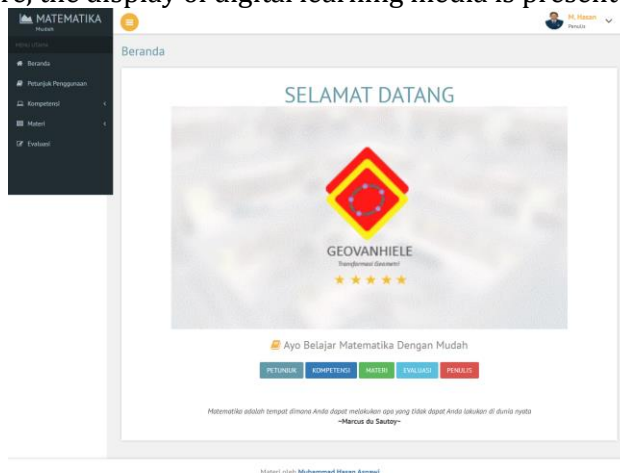 re, the display of digital learning media is present
MATEMATIKA
Mudah
M. Hasan
Penulis
MENU UTAMA
Beranda
Beranda
Petunjuk Penggunaan
Kompetensi
Materi
Evaluasi
SELAMAT DATANG
GEOVANHIELE
Transformasi Geometri
Ayo Belajar Matematika Dengan Mudah
PETUNJUK KOMPETENSI MATERI EVALUASI PENULIS
Matematika adalah tempat dimana Anda dapat melakukan apa yang tidak dapat Anda lakukan di dunia nyata
~Marcus du Sautoy~
Materi oleh Muhammad Hasan Asnawi